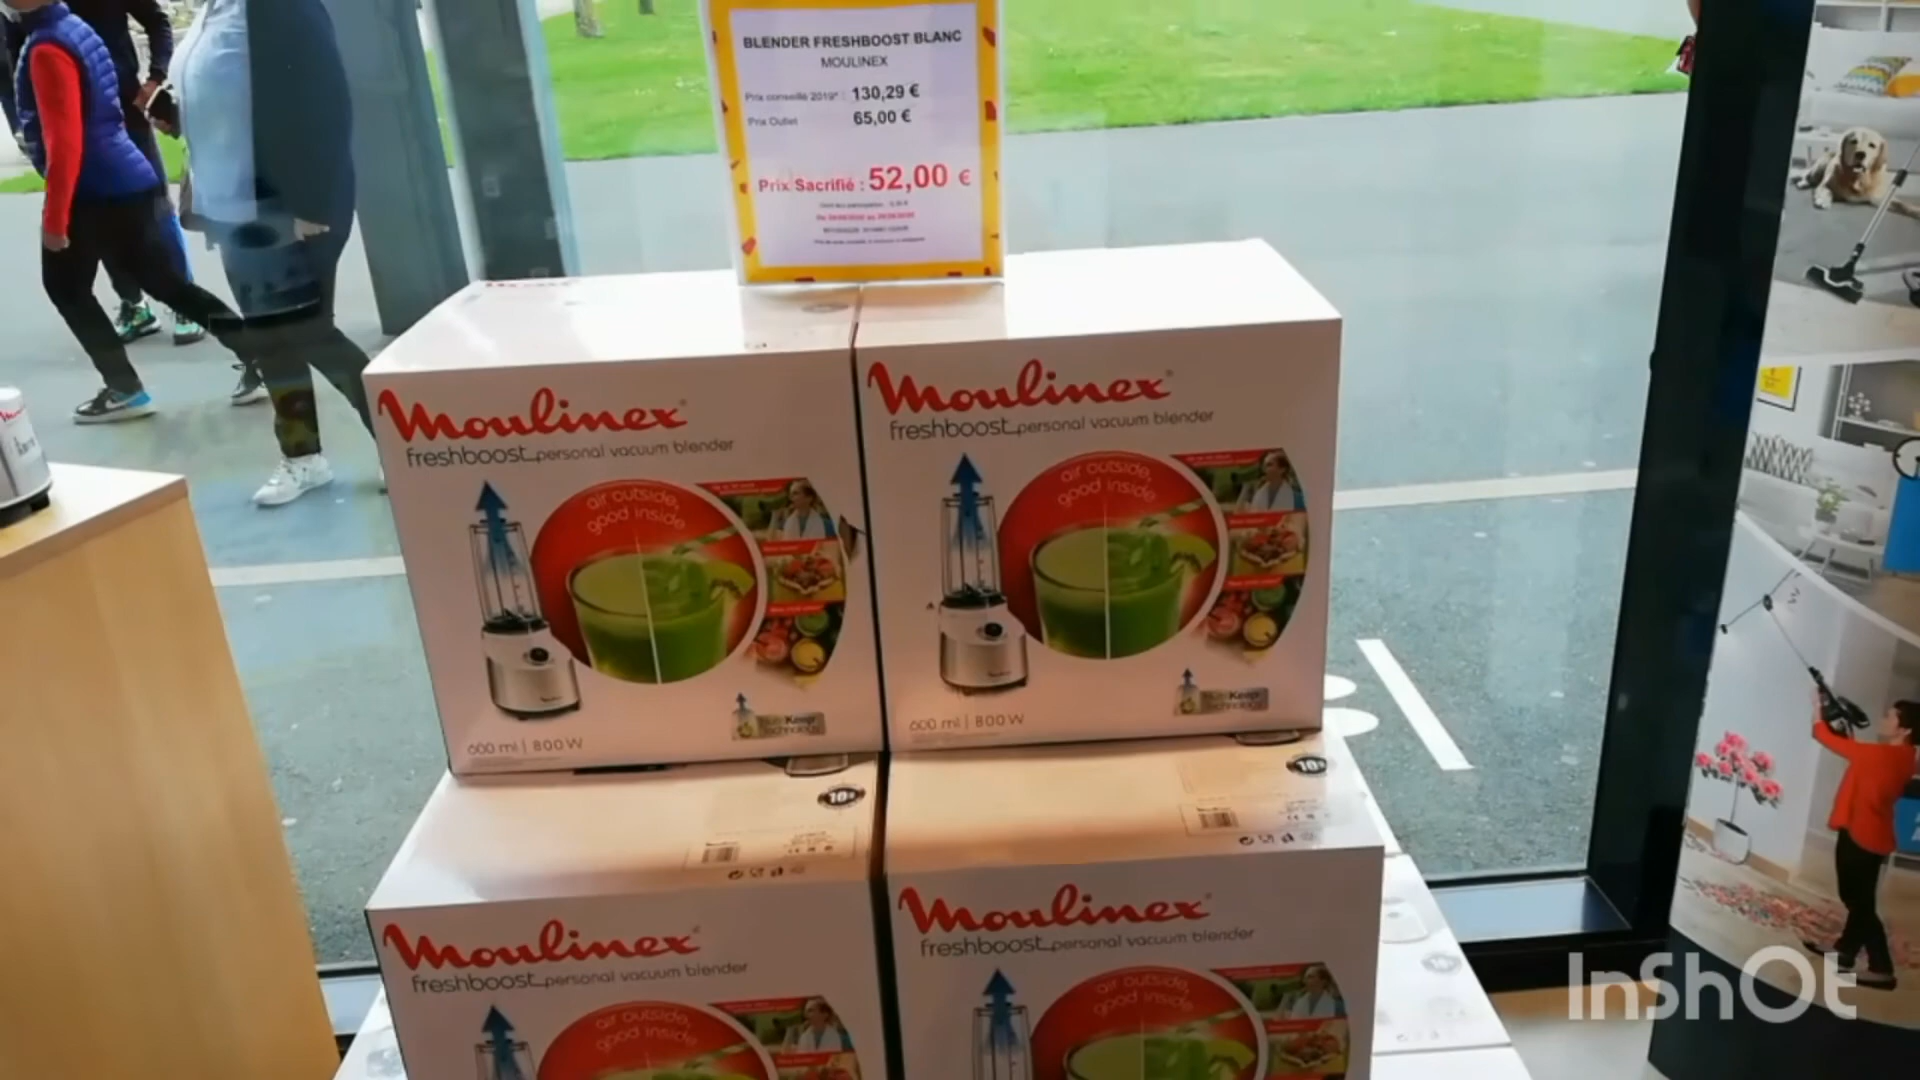 BLENDER FRESHBOOST BLANC
MOULINEX
Prix conseillé 2019* : 130,29 €
Prix Outlet 65,00 €
Prix Sacrifié : 52,00 €
Moulinex
freshboost personal vacuum blender
air outside,
good inside
600 ml | 800 W
Moulinex
freshboost personal vacuum blender
air outside,
good inside
600 ml | 800 W
Keep
Technology
Moulinex
freshboost personal vacuum blender
air outside,
good inside
Moulinex
freshboost personal vacuum blender
air outside,
good inside
InShOt